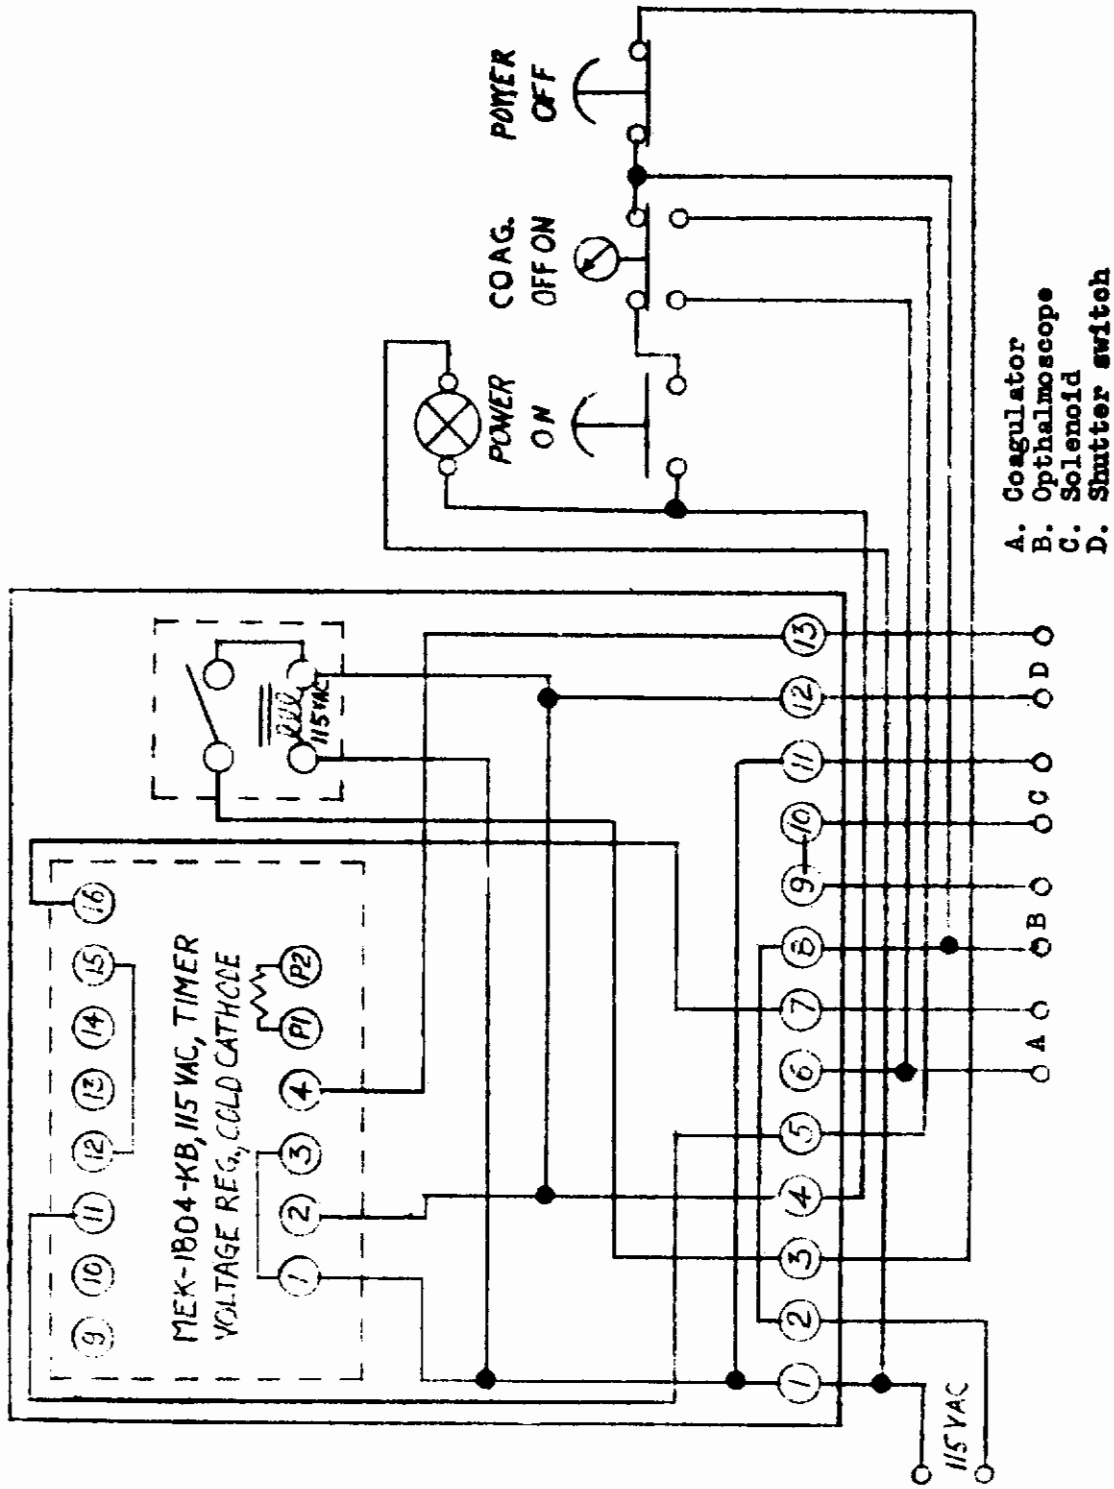 9 10 11 12 13 14 15 16
MEK-1804-KB, 115 VAC, TIMER
VOLTAGE REG., COLD CATHODE
1 2 3 4 P1 P2
115 VAC
POWER
ON
COAG.
OFF ON
POWER
OFF
1 2 3 4 5 6 7 8 9 10 11 12 13
115 VAC
A B C D
A. Coagulator
B. Opthalmoscope
C. Solenoid
D. Shutter switch